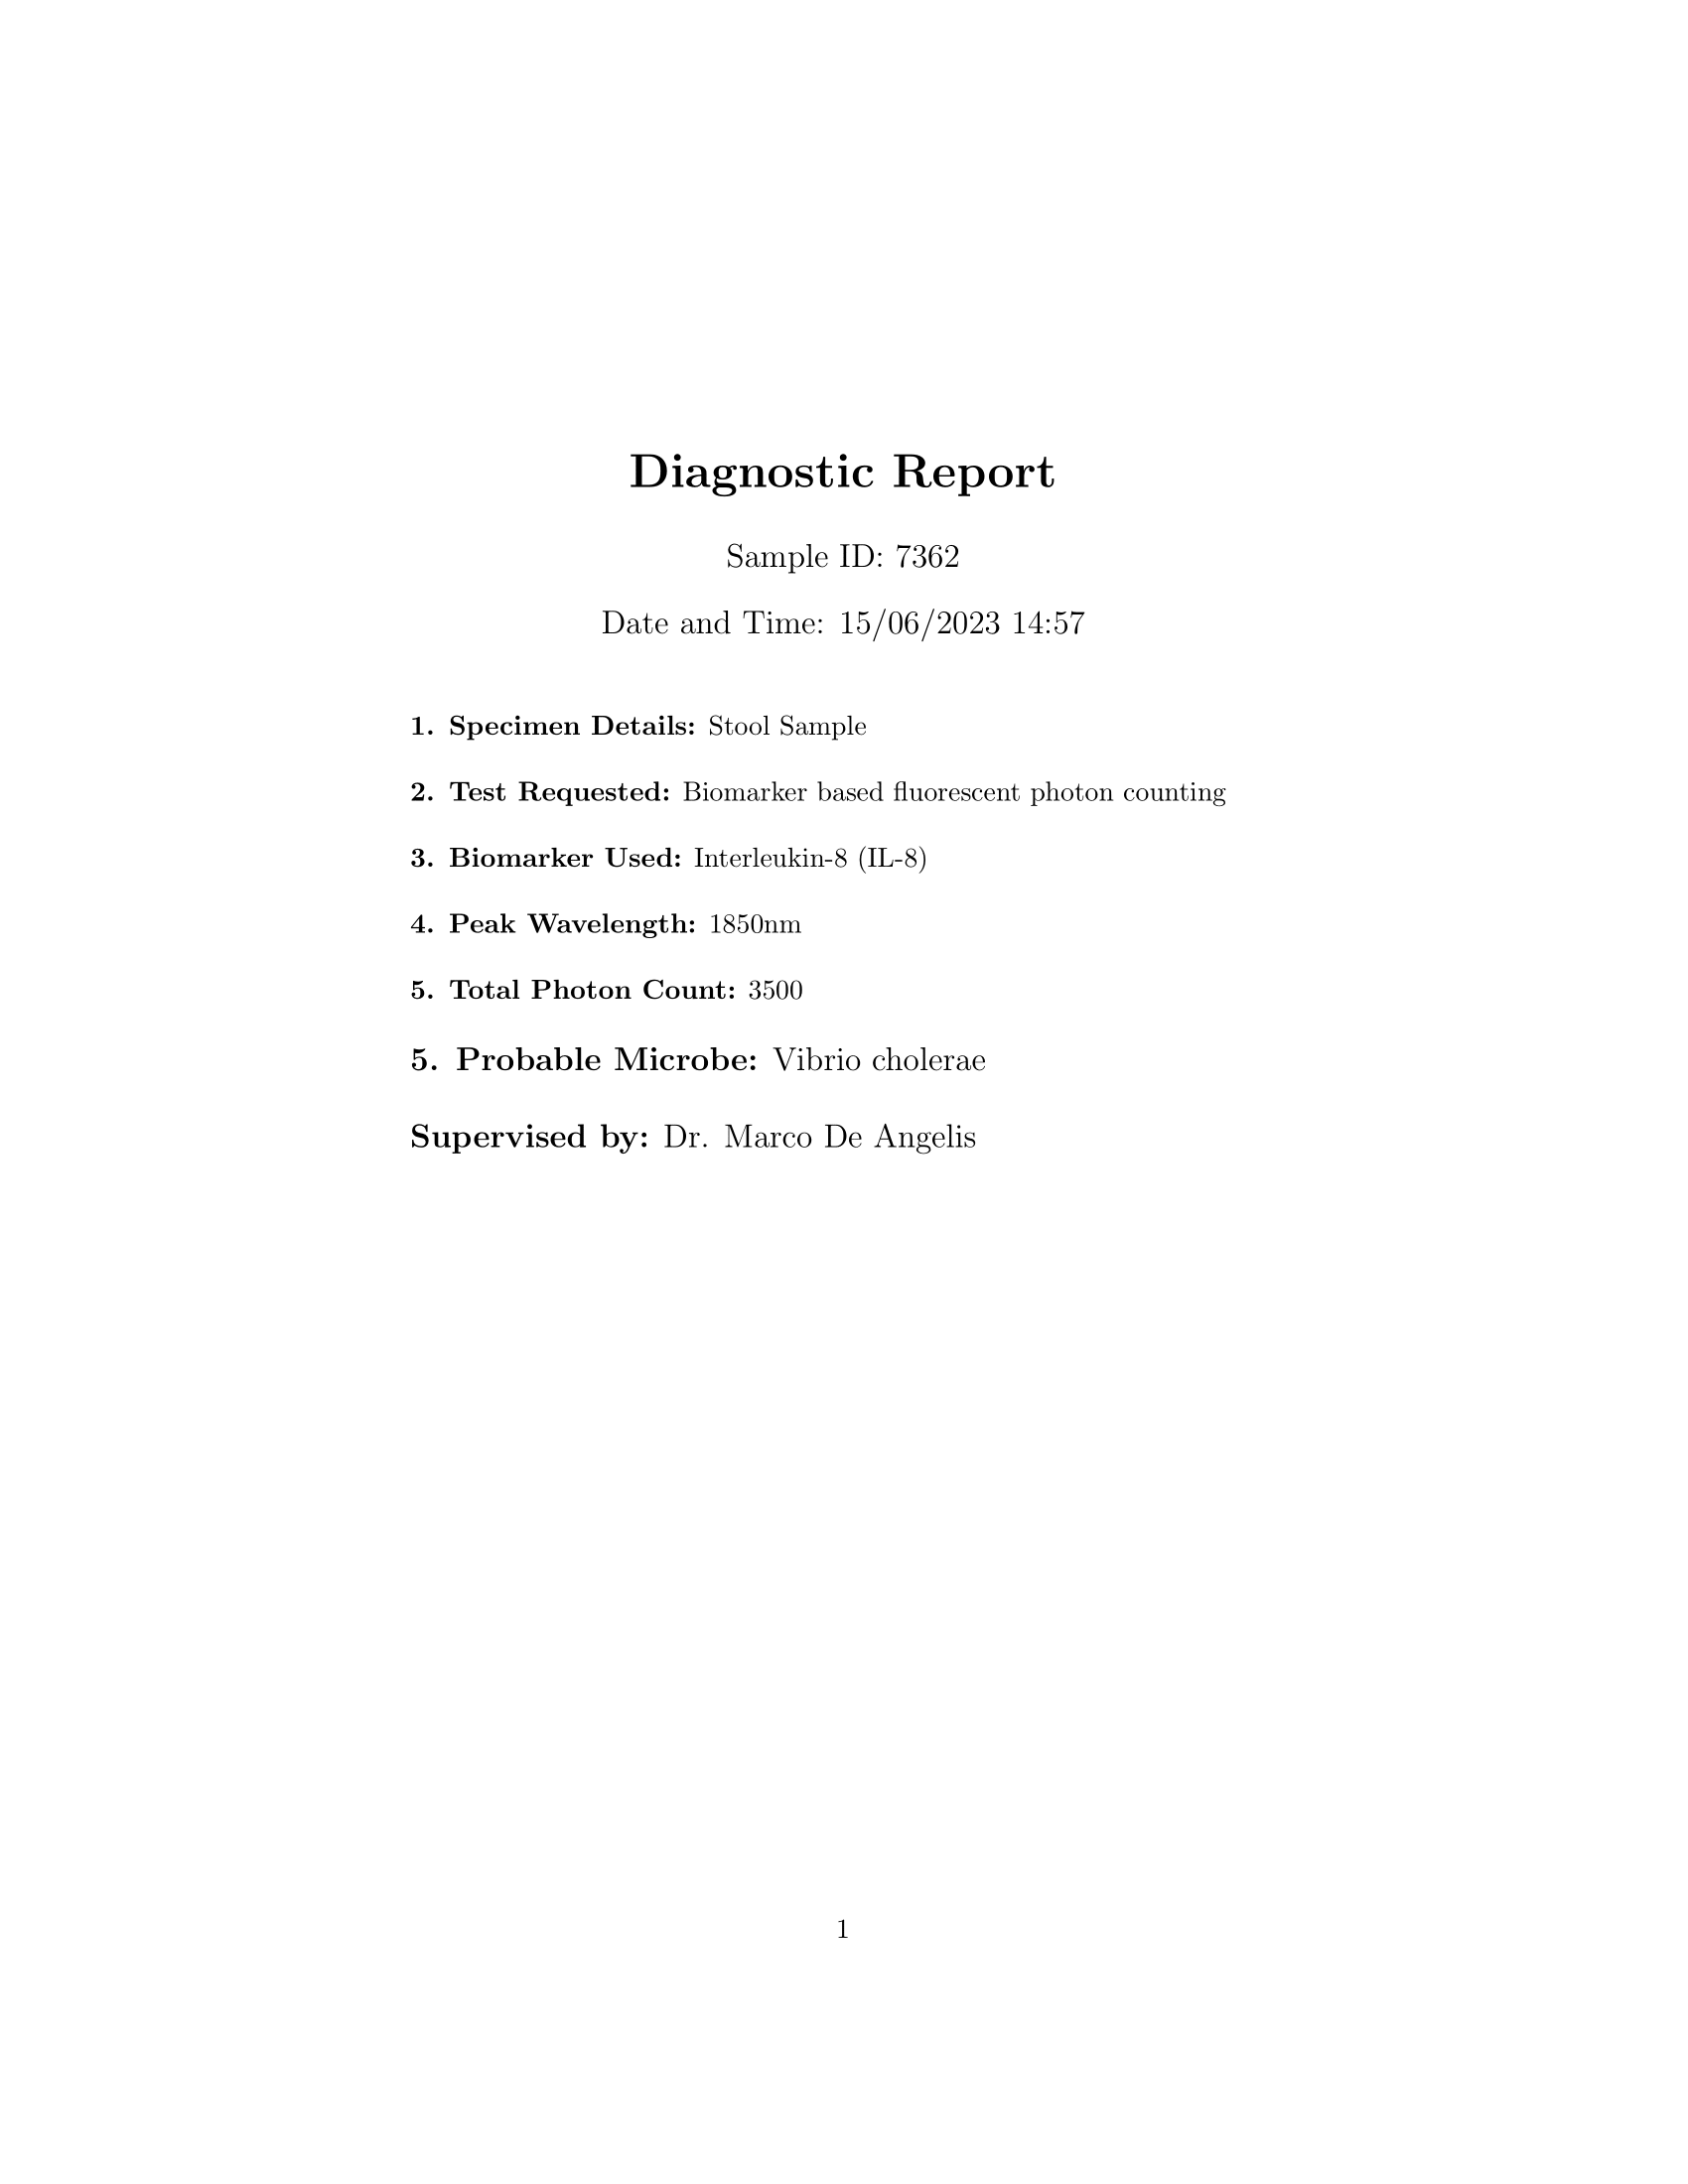 Diagnostic Report
Sample ID: 7362
Date and Time: 15/06/2023 14:57
1. Specimen Details: Stool Sample
2. Test Requested: Biomarker based fluorescent photon counting
3. Biomarker Used: Interleukin-8 (IL-8)
4. Peak Wavelength: 1850nm
5. Total Photon Count: 3500
5. Probable Microbe: Vibrio cholerae
Supervised by: Dr. Marco De Angelis
1